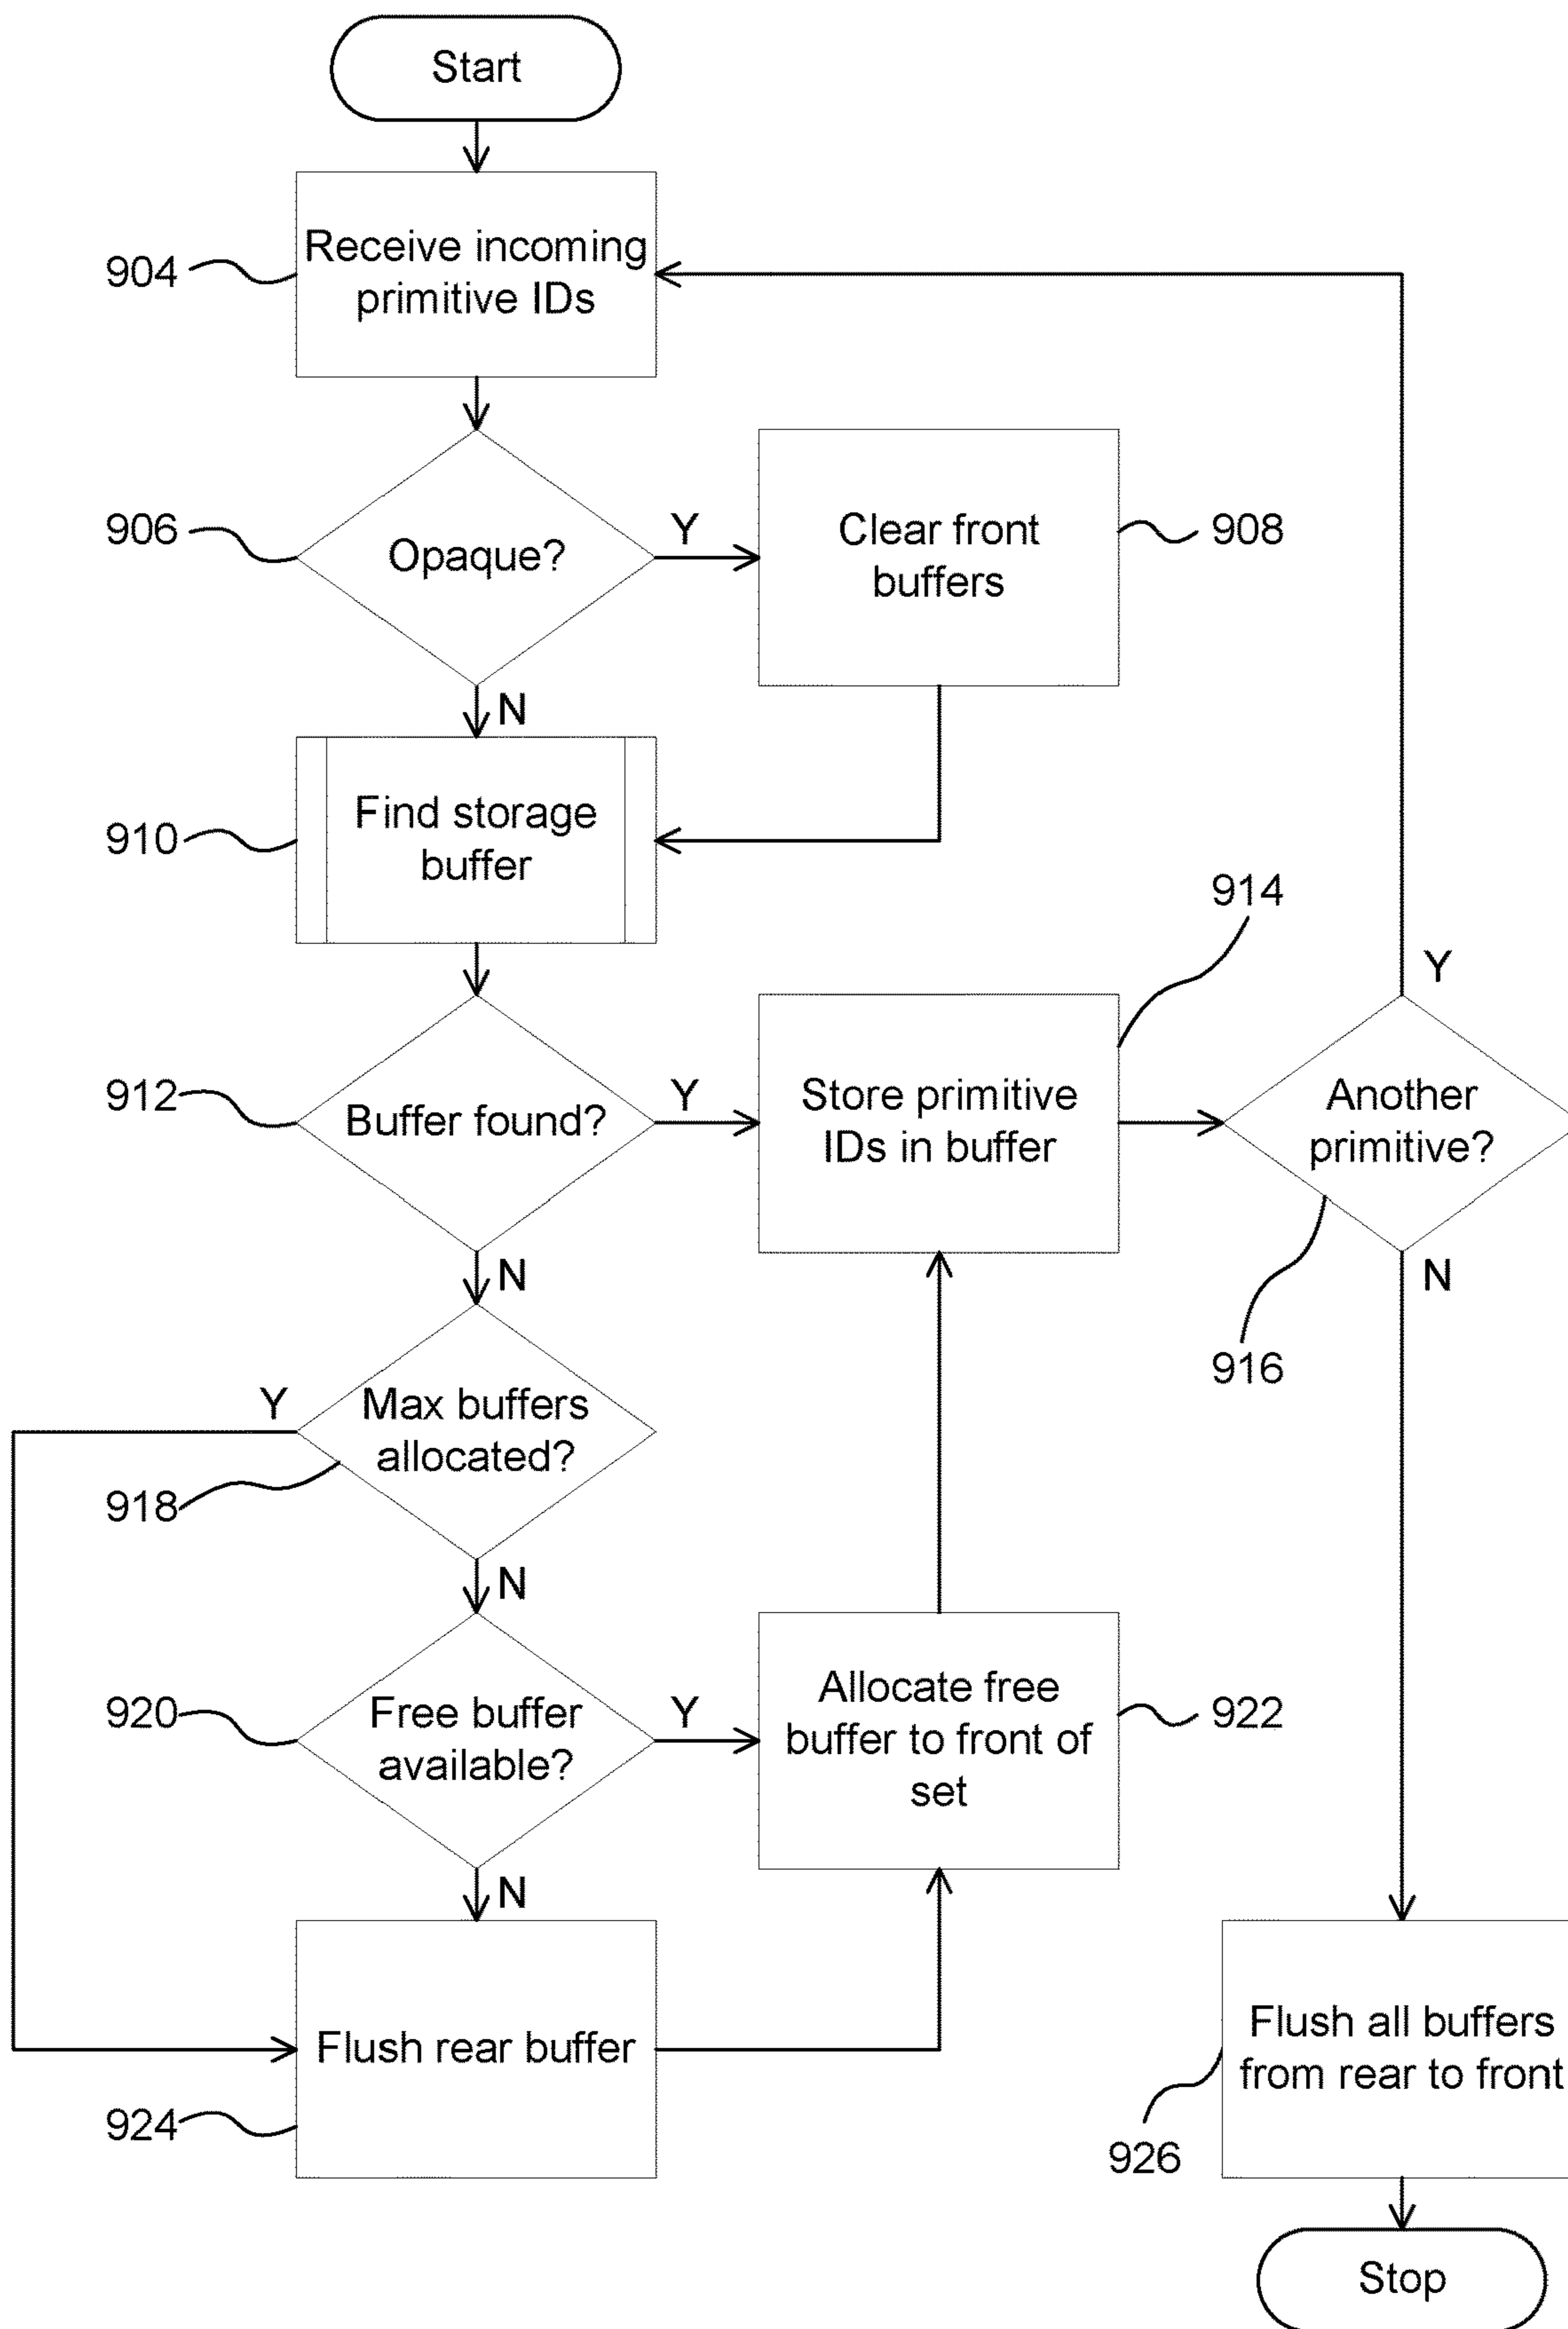 Start
904
Receive incoming
primitive IDs
906
Opaque?
Y
Clear front
buffers
908
N
910
Find storage
buffer
914
Y
912
Buffer found?
Y
Store primitive
IDs in buffer
Another
primitive?
N
N
916
Y
Max buffers
allocated?
918
N
920
Free buffer
available?
Y
Allocate free
buffer to front of
set
922
N
Flush rear buffer
924
Flush all buffers
from rear to front
926
Stop